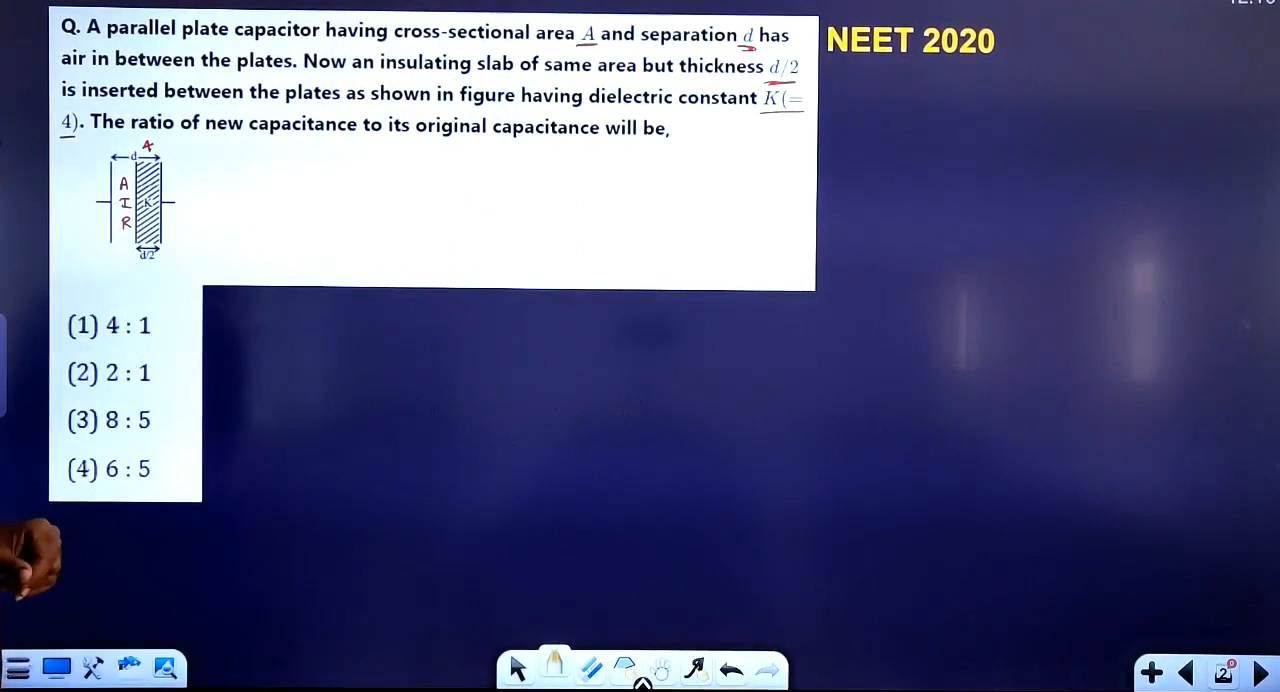 Q. A parallel plate capacitor having cross-sectional area A and separation d has
air in between the plates. Now an insulating slab of same area but thickness d/2
is inserted between the plates as shown in figure having dielectric constant K(=
4). The ratio of new capacitance to its original capacitance will be,
NEET 2020
A
d
A
I
R
K
d/2
(1) 4 : 1
(2) 2 : 1
(3) 8 : 5
(4) 6 : 5
2